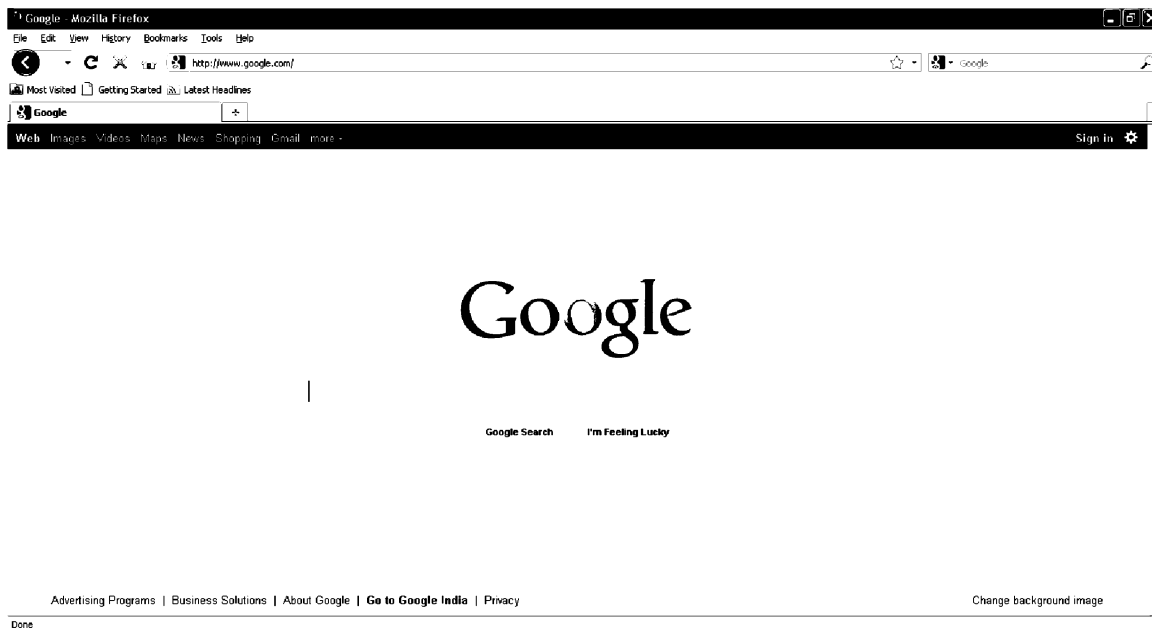 Google - Mozilla Firefox
File Edit View History Bookmarks Tools Help
http://www.google.com/ Google
Most Visited Getting Started Latest Headlines
Google
Web Images Videos Maps News Shopping Gmail more Sign in
Google
Google Search I'm Feeling Lucky
Advertising Programs | Business Solutions | About Google | Go to Google India | Privacy Change background image
Done